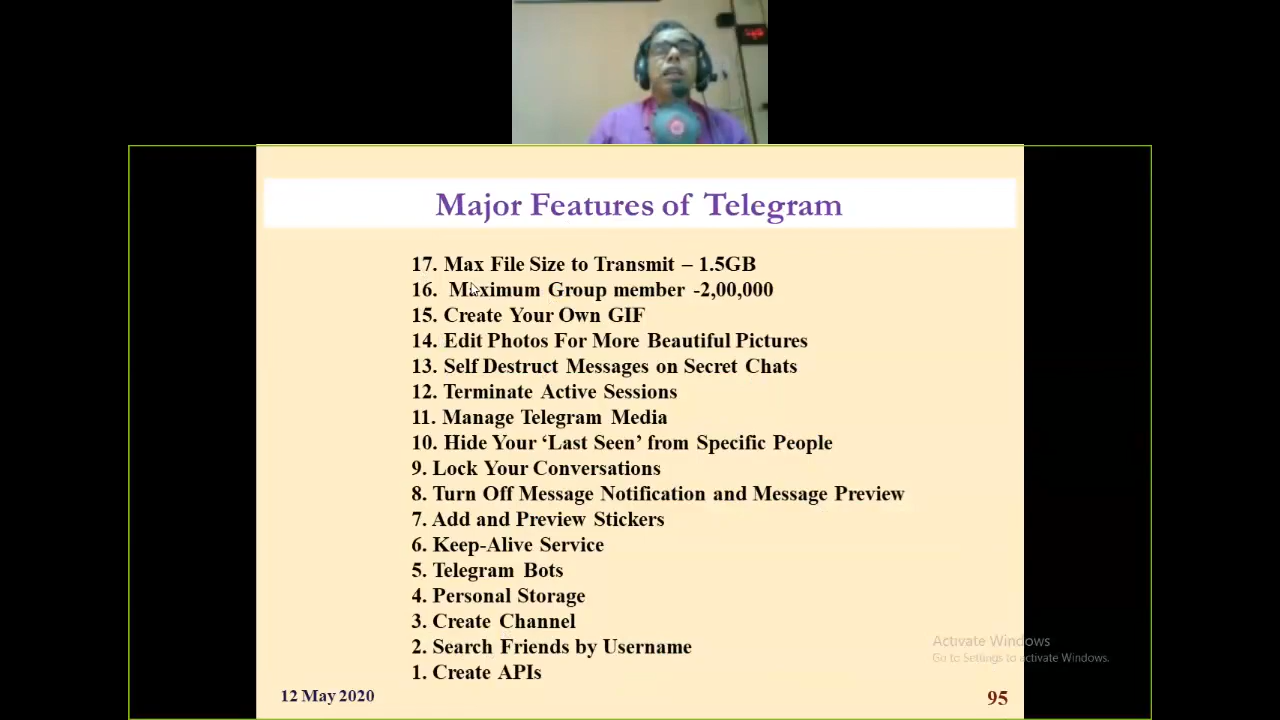 Major Features of Telegram
17. Max File Size to Transmit – 1.5GB
16. Maximum Group member -2,00,000
15. Create Your Own GIF
14. Edit Photos For More Beautiful Pictures
13. Self Destruct Messages on Secret Chats
12. Terminate Active Sessions
11. Manage Telegram Media
10. Hide Your ‘Last Seen’ from Specific People
9. Lock Your Conversations
8. Turn Off Message Notification and Message Preview
7. Add and Preview Stickers
6. Keep-Alive Service
5. Telegram Bots
4. Personal Storage
3. Create Channel
2. Search Friends by Username
1. Create APIs
Activate Windows
Go to Settings to activate Windows.
12 May 2020
95